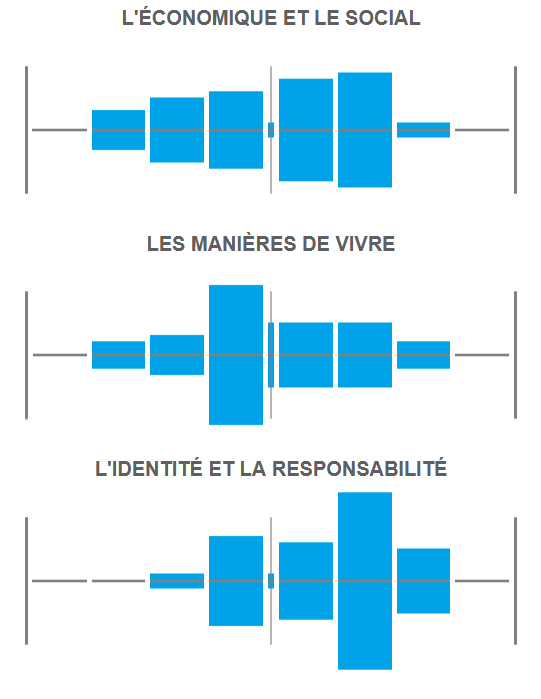 L'ÉCONOMIQUE ET LE SOCIAL
LES MANIÈRES DE VIVRE
L'IDENTITÉ ET LA RESPONSABILITÉ